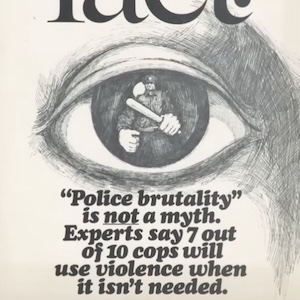 fact
“Police brutality”
is not a myth.
Experts say 7 out
of 10 cops will
use violence when
it isn't needed.